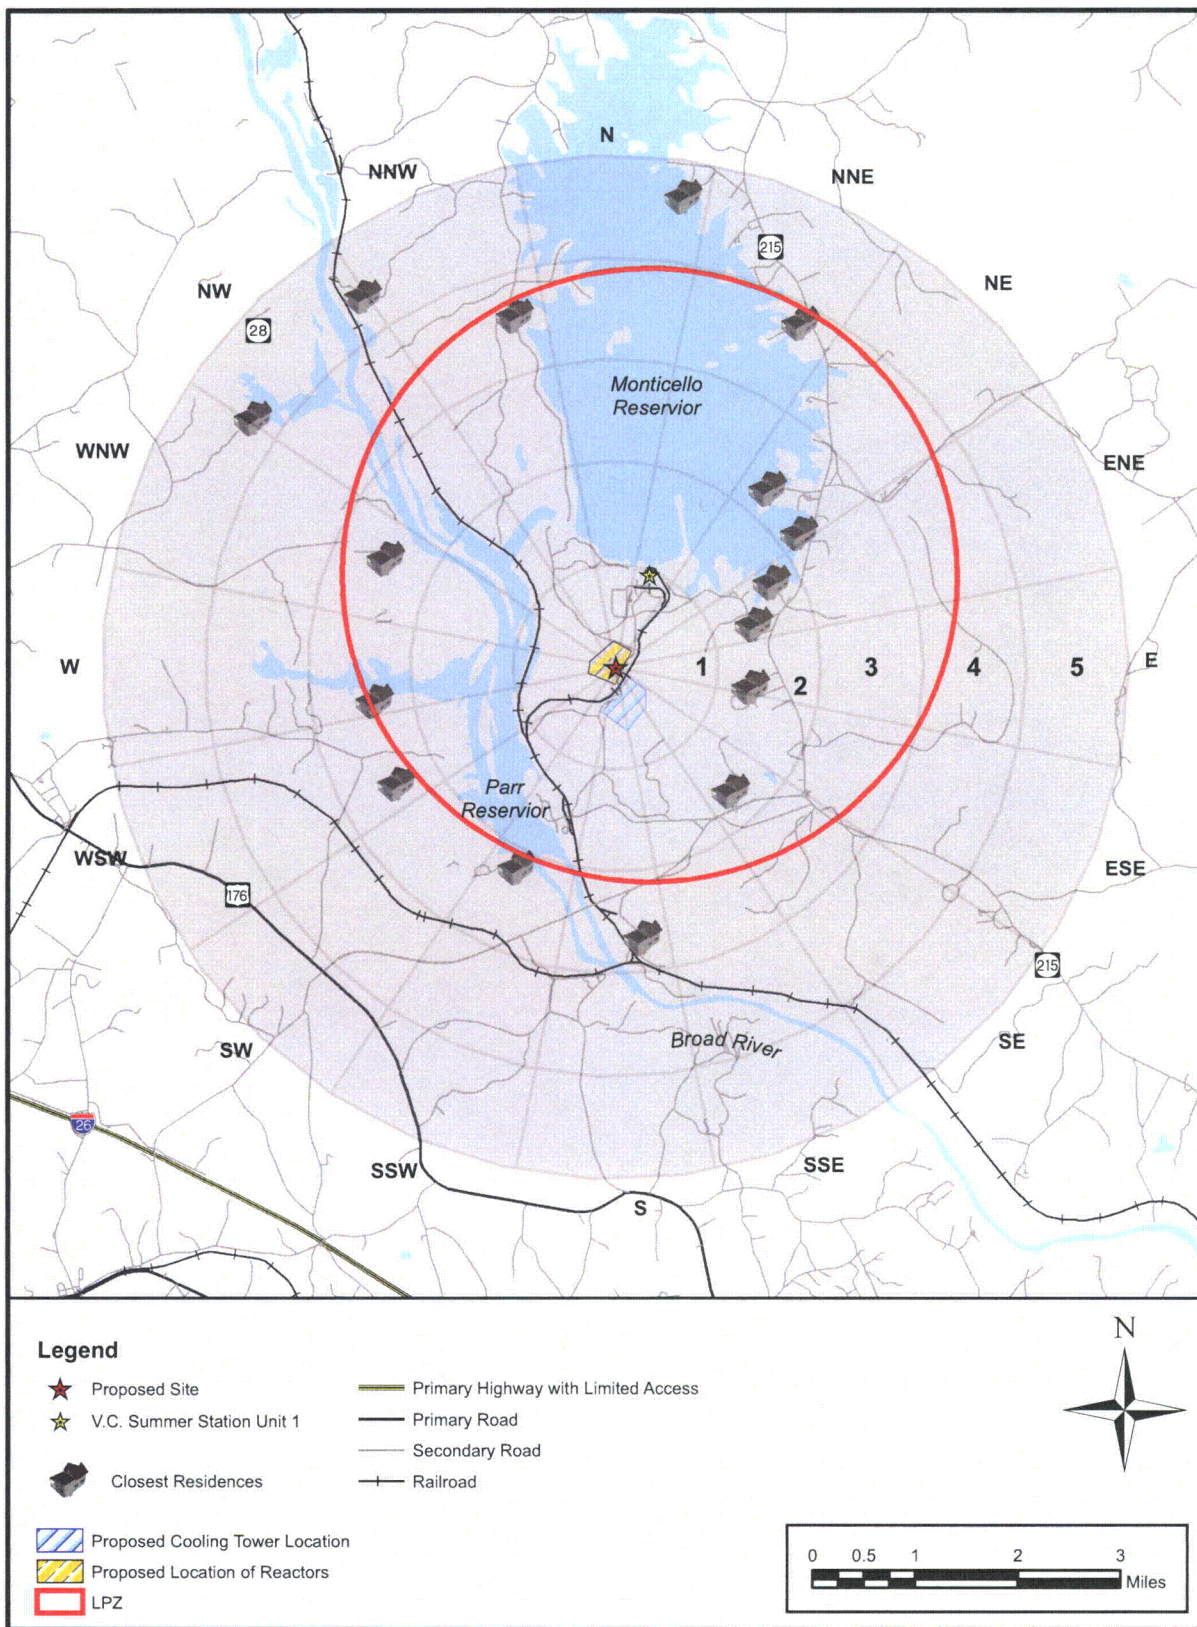 N
NNW
NNE
215
NW
NE
28
Monticello
Reservior
WNW
ENE
W
1
2
3
4
5
E
Parr
Reservior
WSW
ESE
176
215
SW
Broad River
SE
26
SSW
SSE
S
Legend
Proposed Site
V.C. Summer Station Unit 1
Closest Residences
Proposed Cooling Tower Location
Proposed Location of Reactors
LPZ
Primary Highway with Limited Access
Primary Road
Secondary Road
Railroad
N
0 0.5 1 2 3
Miles